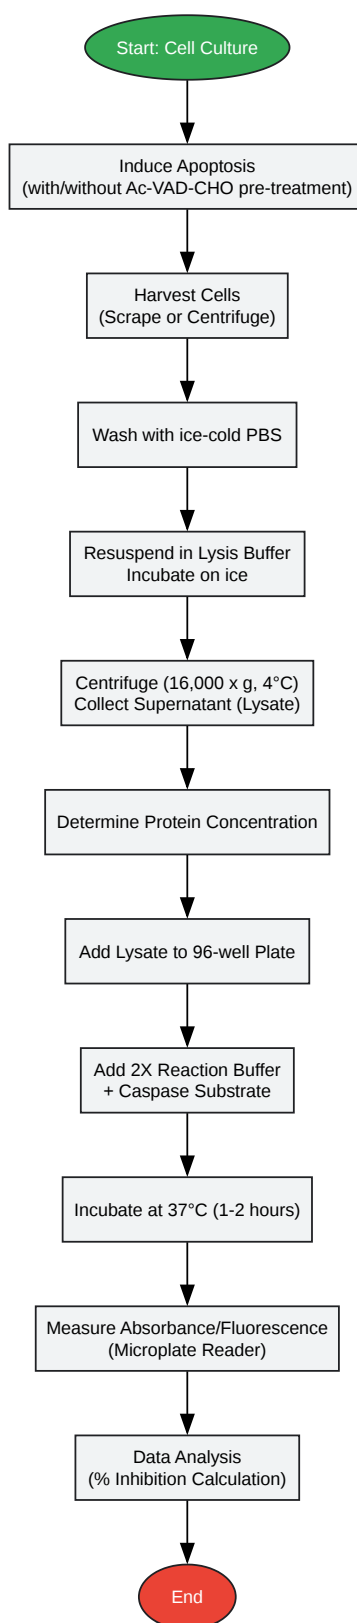 Start: Cell Culture
Induce Apoptosis
(with/without Ac-VAD-CHO pre-treatment)
Harvest Cells
(Scrape or Centrifuge)
Wash with ice-cold PBS
Resuspend in Lysis Buffer
Incubate on ice
Centrifuge (16,000 x g, 4°C)
Collect Supernatant (Lysate)
Determine Protein Concentration
Add Lysate to 96-well Plate
Add 2X Reaction Buffer
+ Caspase Substrate
Incubate at 37°C (1-2 hours)
Measure Absorbance/Fluorescence
(Microplate Reader)
Data Analysis
(% Inhibition Calculation)
End